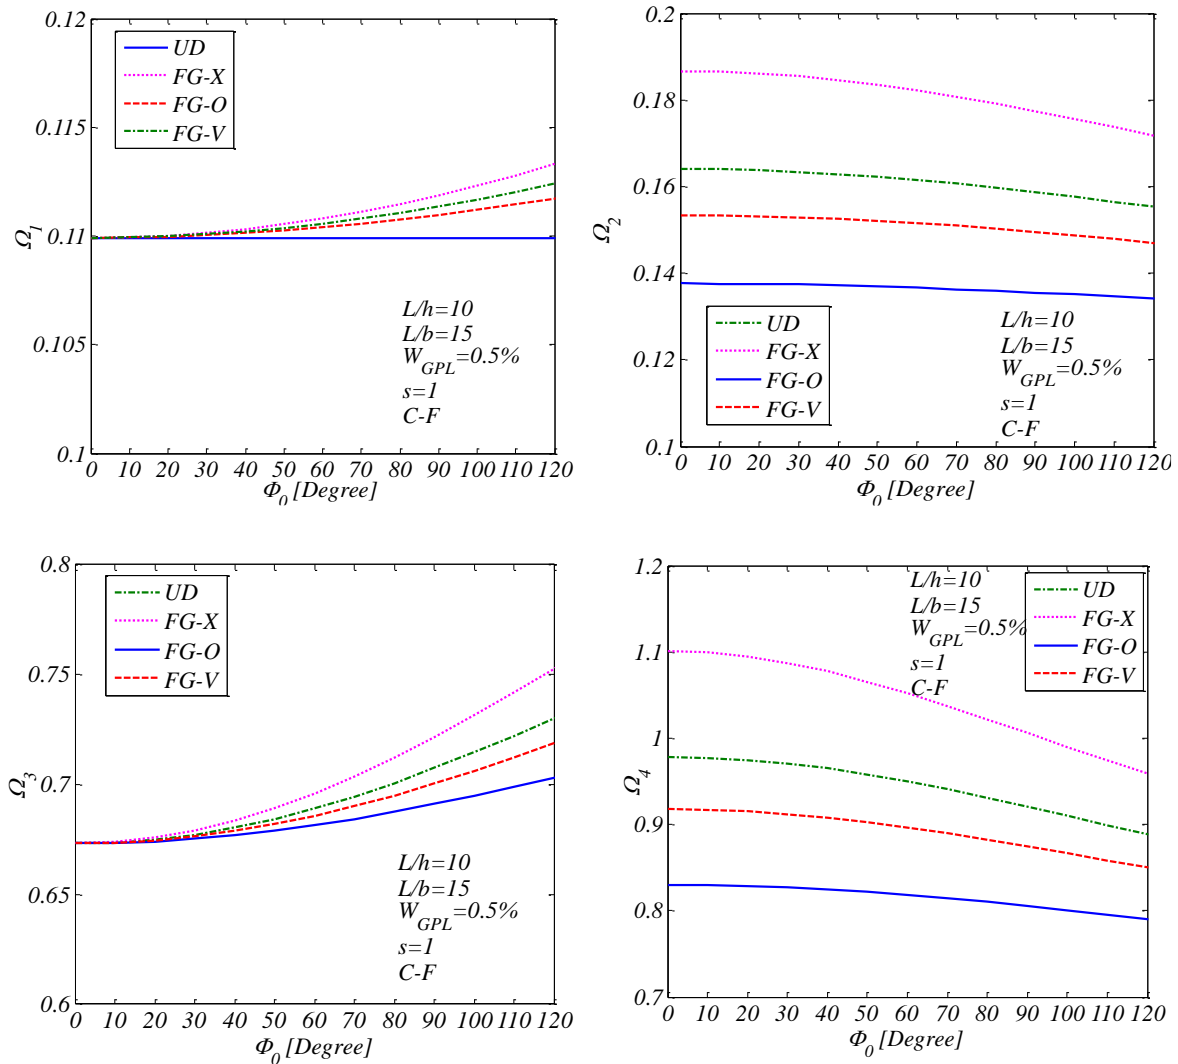 0.12
0.115
0.11
0.105
0.1
Ω1
UD
FG-X
FG-O
FG-V
L/h=10
L/b=15
WGPL=0.5%
s=1
C-F
0 10 20 30 40 50 60 70 80 90 100 110 120
Φ0 [Degree]
0.2
0.18
0.16
0.14
0.12
0.1
Ω2
UD
FG-X
FG-O
FG-V
L/h=10
L/b=15
WGPL=0.5%
s=1
C-F
0 10 20 30 40 50 60 70 80 90 100 110 120
Φ0 [Degree]
0.8
0.75
0.7
0.65
0.6
Ω3
UD
FG-X
FG-O
FG-V
L/h=10
L/b=15
WGPL=0.5%
s=1
C-F
0 10 20 30 40 50 60 70 80 90 100 110 120
Φ0 [Degree]
1.2
1.1
1
0.9
0.8
0.7
Ω4
L/h=10
L/b=15
WGPL=0.5%
s=1
C-F
UD
FG-X
FG-O
FG-V
0 10 20 30 40 50 60 70 80 90 100 110 120
Φ0 [Degree]